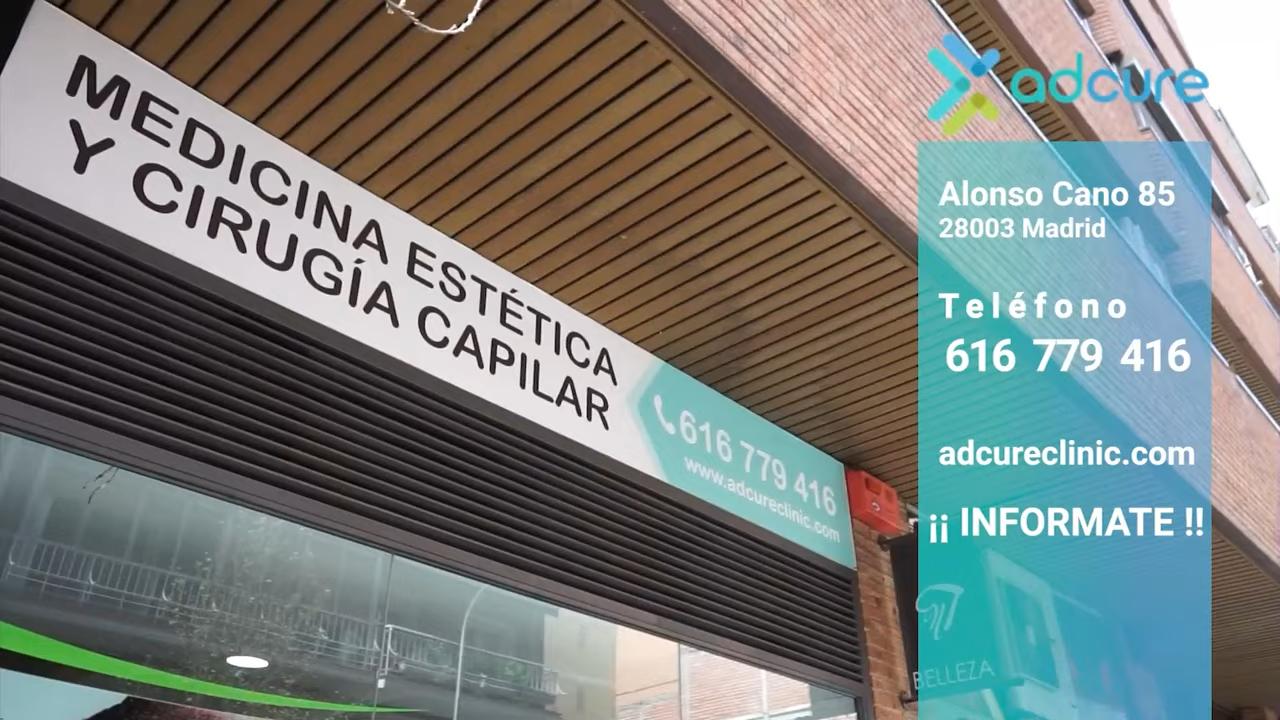 MEDICINA ESTÉTICA
Y CIRUGÍA CAPILAR
616 779 416
www.adcureclinic.com
BELLEZA
adcure
Alonso Cano 85
28003 Madrid
Teléfono
616 779 416
adcureclinic.com
¡¡ INFORMATE !!